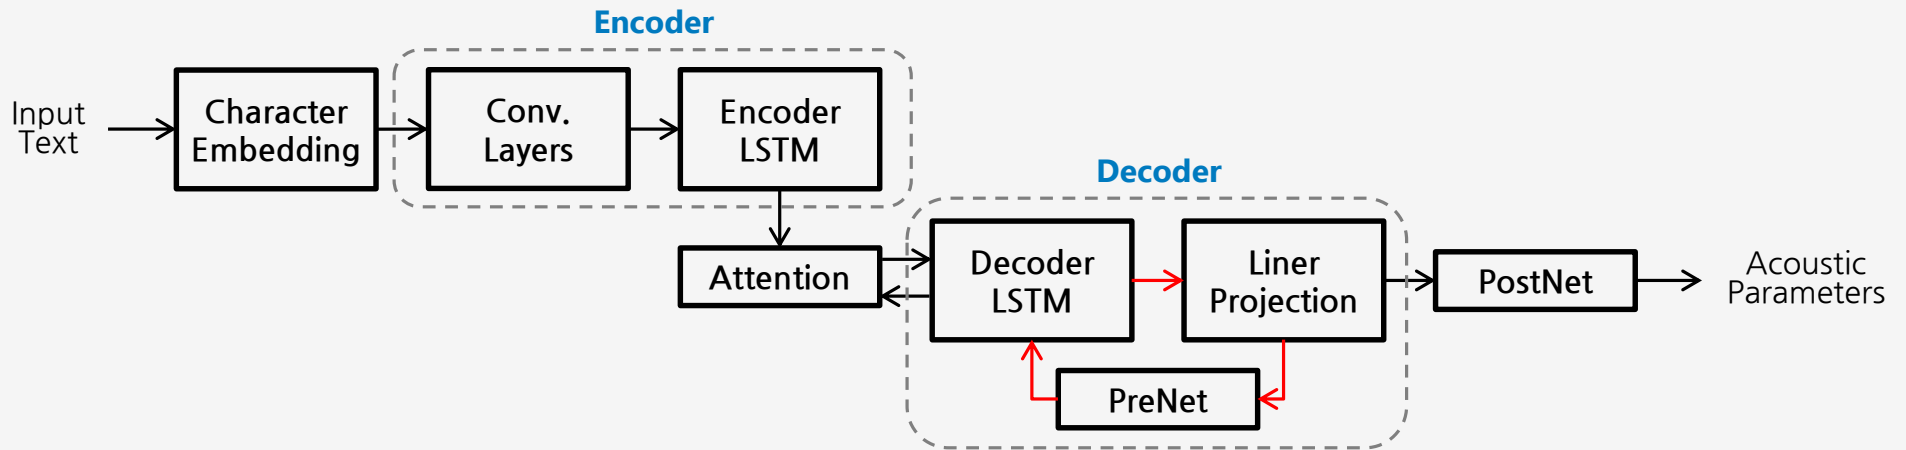 Encoder
Input
Text
Character
Embedding
Conv.
Layers
Encoder
LSTM
Decoder
Attention
Decoder
LSTM
Liner
Projection
PostNet
Acoustic
Parameters
PreNet